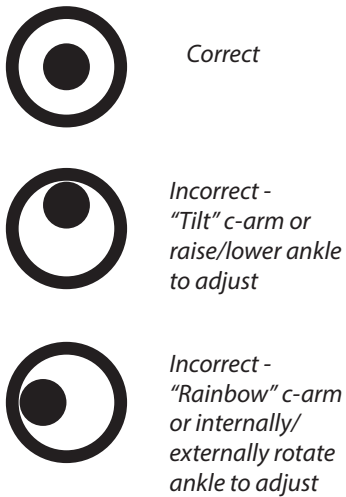 Correct
Incorrect -
“Tilt” c-arm or
raise/lower ankle
to adjust
Incorrect -
“Rainbow” c-arm
or internally/
externally rotate
ankle to adjust